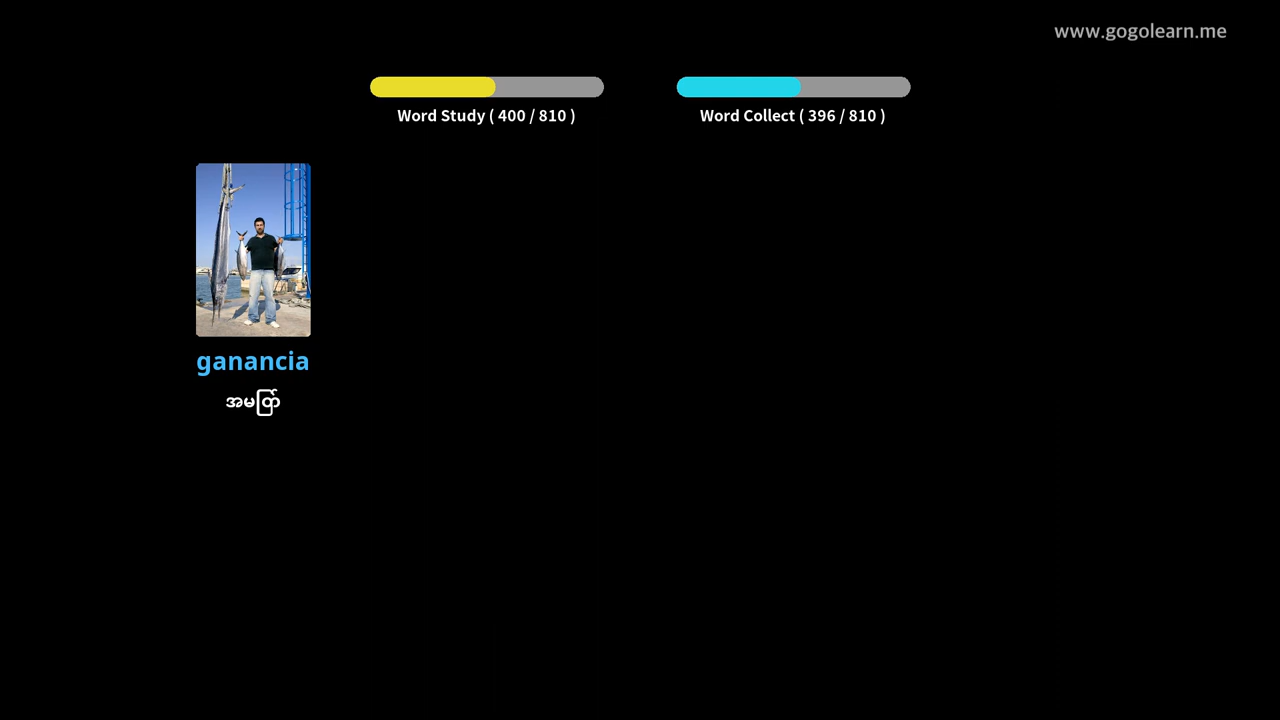 www.gogolearn.me
Word Study ( 400 / 810 )
Word Collect ( 396 / 810 )
ganancia
အမတြ်